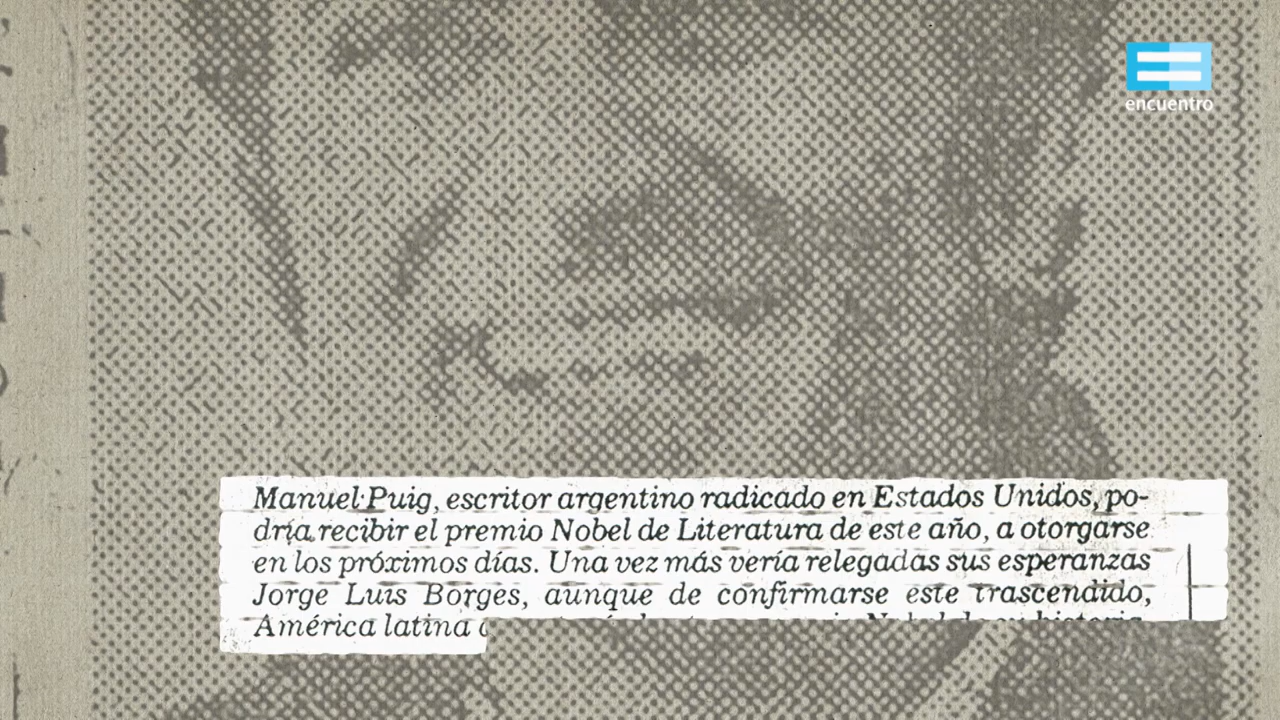 encuentro
Manuel Puig, escritor argentino radicado en Estados Unidos, po-
dría recibir el premio Nobel de Literatura de este año, a otorgarse
en los próximos días. Una vez más vería relegadas sus esperanzas
Jorge Luis Borges, aunque de confirmarse este trascendido,
América latina